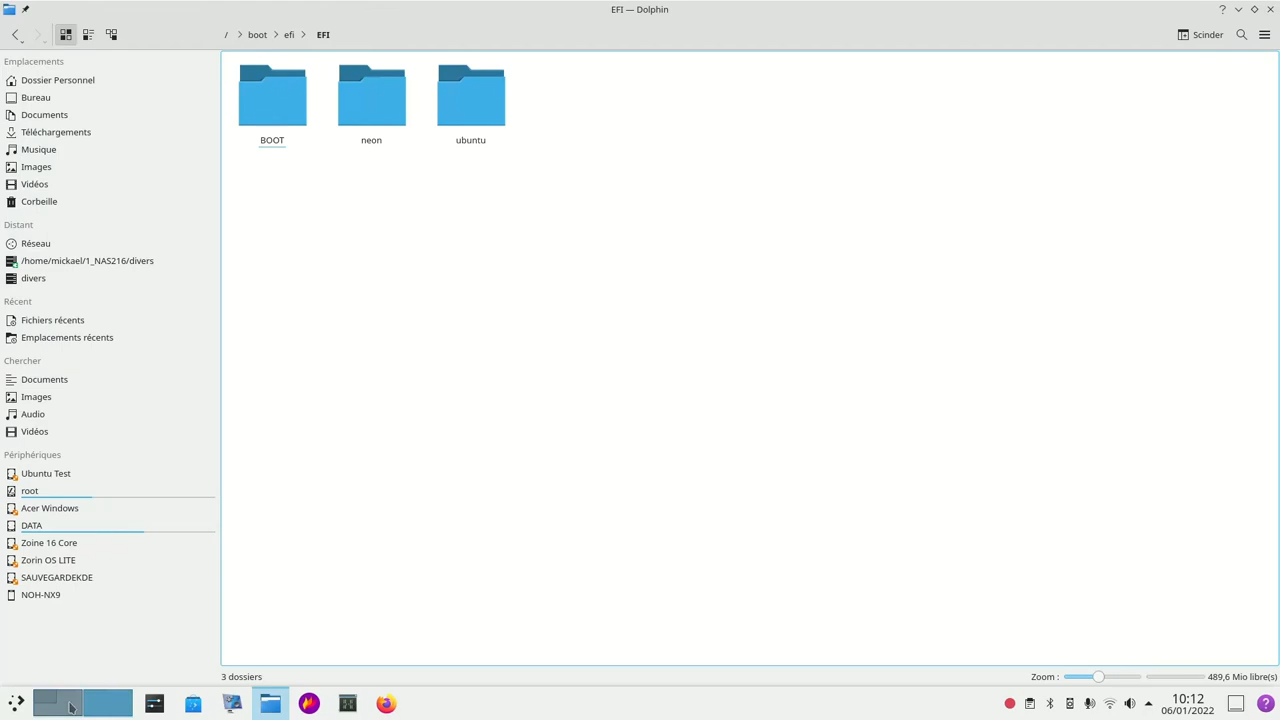 EFI — Dolphin
/ > boot > efi > EFI
Scinder
Emplacements
Dossier Personnel
Bureau
Documents
Téléchargements
Musique
Images
Vidéos
Corbeille
Distant
Réseau
/home/mickael/1_NAS216/divers
divers
Récent
Fichiers récents
Emplacements récents
Chercher
Documents
Images
Audio
Vidéos
Périphériques
Ubuntu Test
root
Acer Windows
DATA
Zoine 16 Core
Zorin OS LITE
SAUVEGARDEKDE
NOH-NX9
BOOT
neon
ubuntu
3 dossiers
Zoom :
489,6 Mio libre(s)
10:12
06/01/2022